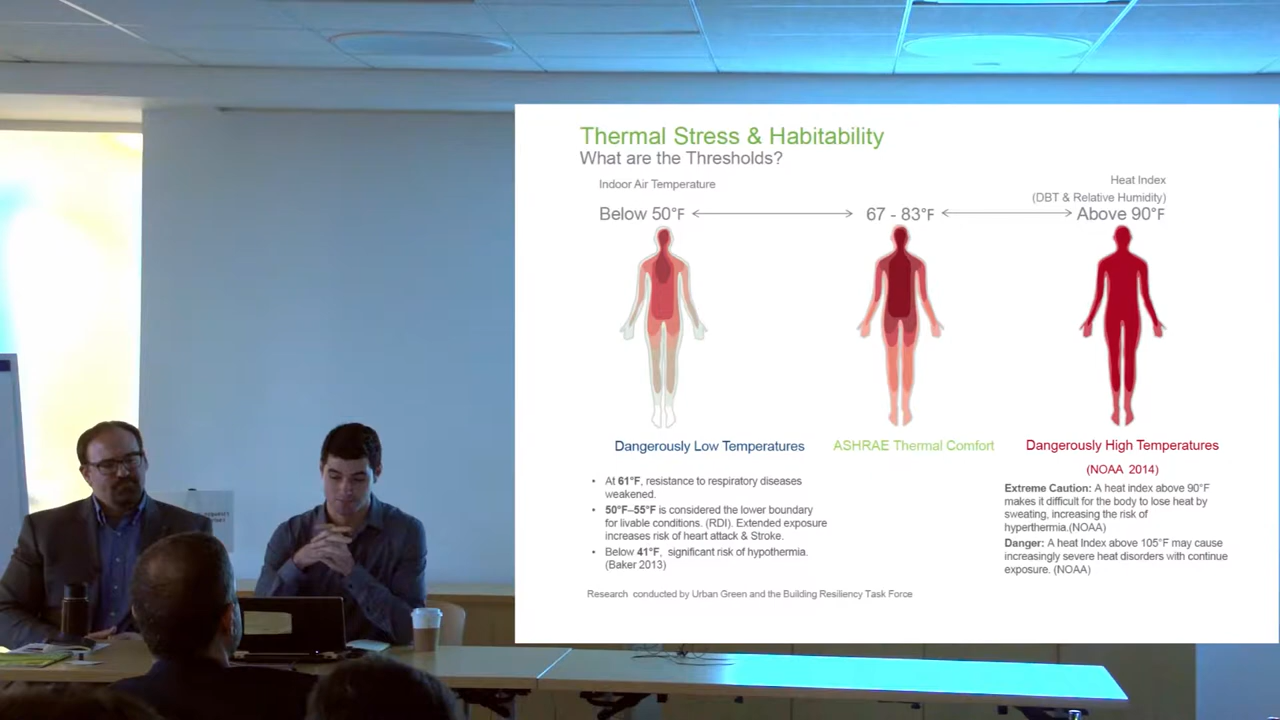 Thermal Stress & Habitability
What are the Thresholds?
Indoor Air Temperature
Heat Index
(DBT & Relative Humidity)
Below 50°F
67 - 83°F
Above 90°F
Dangerously Low Temperatures
ASHRAE Thermal Comfort
Dangerously High Temperatures
(NOAA 2014)
• At 61°F, resistance to respiratory diseases
weakened.
• 50°F–55°F is considered the lower boundary
for livable conditions. (RDI). Extended exposure
increases risk of heart attack & Stroke.
• Below 41°F, significant risk of hypothermia.
(Baker 2013)
Extreme Caution: A heat index above 90°F
makes it difficult for the body to lose heat by
sweating, increasing the risk of
hyperthermia.(NOAA)
Danger: A heat Index above 105°F may cause
increasingly severe heat disorders with continue
exposure. (NOAA)
Research conducted by Urban Green and the Building Resiliency Task Force